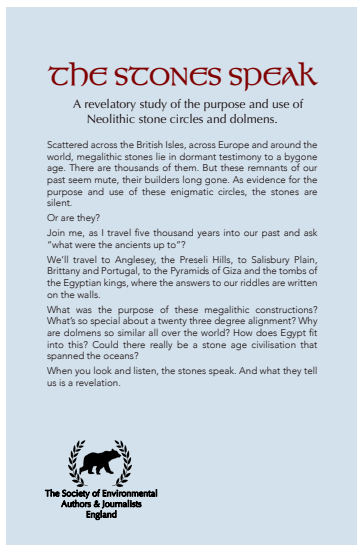 the stones speak
A revelatory study of the purpose and use of
Neolithic stone circles and dolmens.
Scattered across the British Isles, across Europe and around the
world, megalithic stones lie in dormant testimony to a bygone
age. There are thousands of them. But these remnants of our
past seem mute, their builders long gone. As evidence for the
purpose and use of these enigmatic circles, the stones are
silent.
Or are they?
Join me, as I travel five thousand years into our past and ask
“what were the ancients up to”?
We’ll travel to Anglesey, the Preseli Hills, to Salisbury Plain,
Brittany and Portugal, to the Pyramids of Giza and the tombs of
the Egyptian kings, where the answers to our riddles are written
on the walls.
What was the purpose of these megalithic constructions?
What’s so special about a twenty three degree alignment? Why
are dolmens so similar all over the world? How does Egypt fit
into this? Could there really be a stone age civilisation that
spanned the oceans?
When you look and listen, the stones speak. And what they tell
us is a revelation.
The Society of Environmental
Authors & Journalists
England